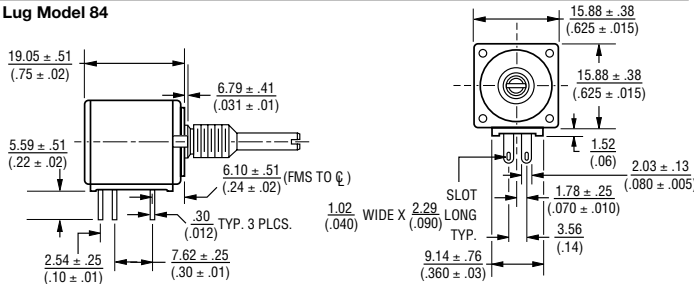 Lug Model 84
19.05 ± .51
(.75 ± .02)
6.79 ± .41
(.031 ± .01)
5.59 ± .51
(.22 ± .02)
6.10 ± .51
(.24 ± .02)
(FMS TO ℄)
.30
(.012)
TYP. 3 PLCS.
2.54 ± .25
(.10 ± .01)
7.62 ± .25
(.30 ± .01)
15.88 ± .38
(.625 ± .015)
15.88 ± .38
(.625 ± .015)
1.52
(.06)
2.03 ± .13
(.080 ± .005)
1.78 ± .25
(.070 ± .010)
SLOT
1.02
(.040)
WIDE X
2.29
(.090)
LONG
TYP.
3.56
(.14)
9.14 ± .76
(.360 ± .03)